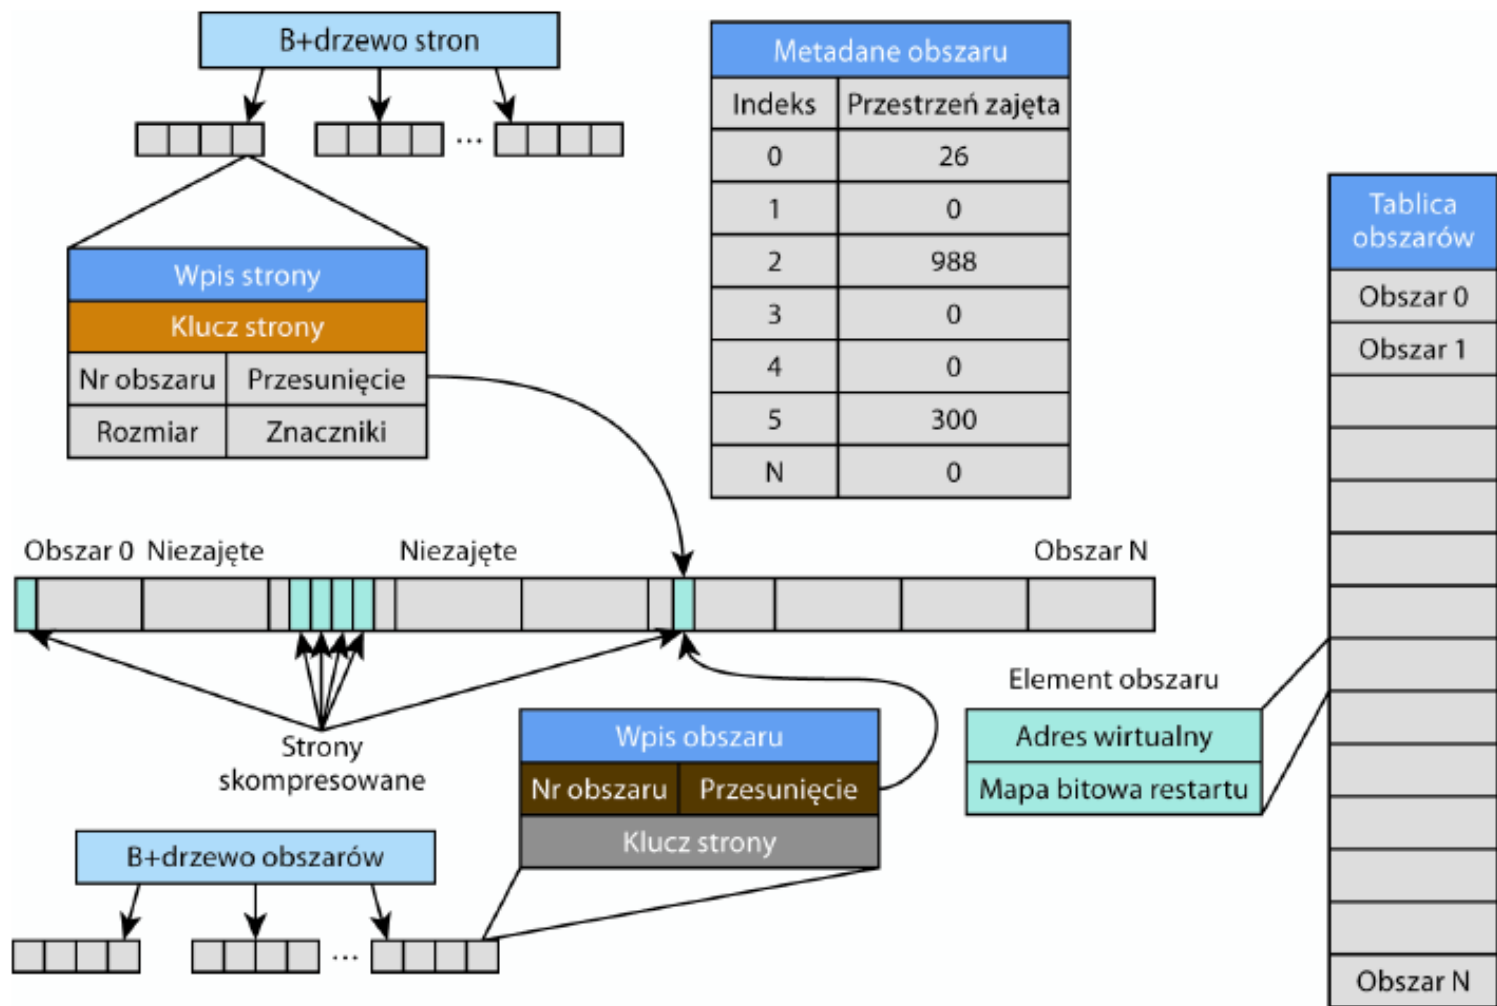 B+drzewo stron
...
Wpis strony
Klucz strony
Nr obszaru Przesunięcie
Rozmiar Znaczniki
Metadane obszaru
Indeks Przestrzeń zajęta
0 26
1 0
2 988
3 0
4 0
5 300
N 0
Tablica
obszarów
Obszar 0
Obszar 1
Obszar N
Obszar 0 Niezajęte Niezajęte Obszar N
Strony
skompresowane
Element obszaru
Adres wirtualny
Mapa bitowa restartu
Wpis obszaru
Nr obszaru Przesunięcie
Klucz strony
B+drzewo obszarów
...